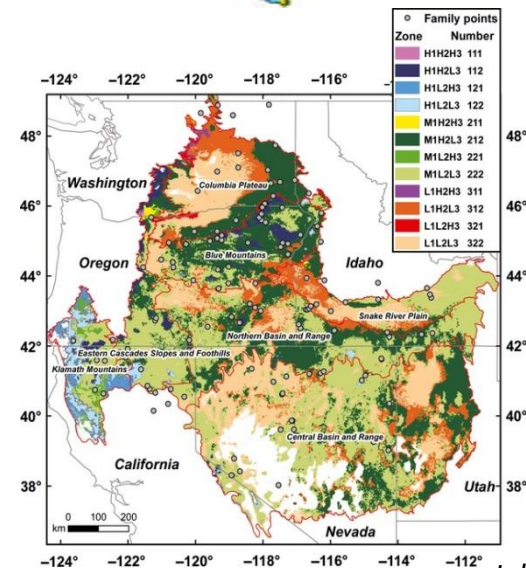 Family points
Zone Number
H1H2H3 111
H1H2L3 112
H1L2H3 121
H1L2L3 122
M1H2H3 211
M1H2L3 212
M1L2H3 221
M1L2L3 222
L1H2H3 311
L1H2L3 312
L1L2H3 321
L1L2L3 322
−124° −122° −120° −118° −116°
48° 48°
Washington
Columbia Plateau
46° 46°
Oregon
Blue Mountains
Idaho
44° 44°
Snake River Plain
Northern Basin and Range
42° 42°
Eastern Cascades Slopes and Foothills
Klamath Mountains
40° 40°
Central Basin and Range
California
38° 38°
Utah
km 0 100 200
Nevada
−124° −122° −120° −118° −116° −114° −112°